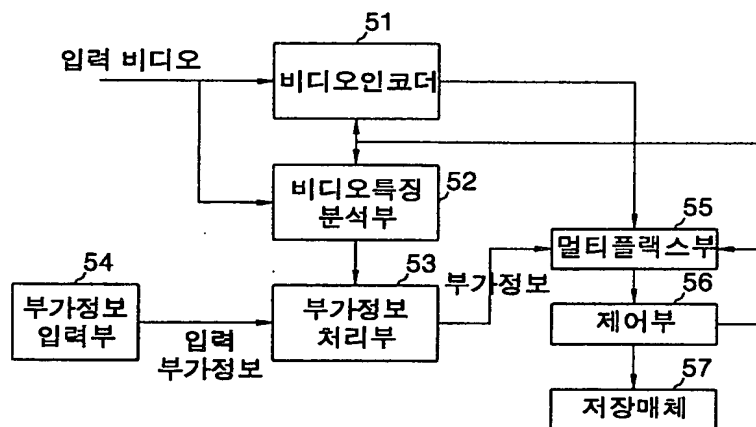 51
입력 비디오
비디오인코더
52
비디오특징
분석부
55
멀티플랙스부
54
부가정보
입력부
53
부가정보
처리부
입력
부가정보
부가정보
56
제어부
57
저장매체